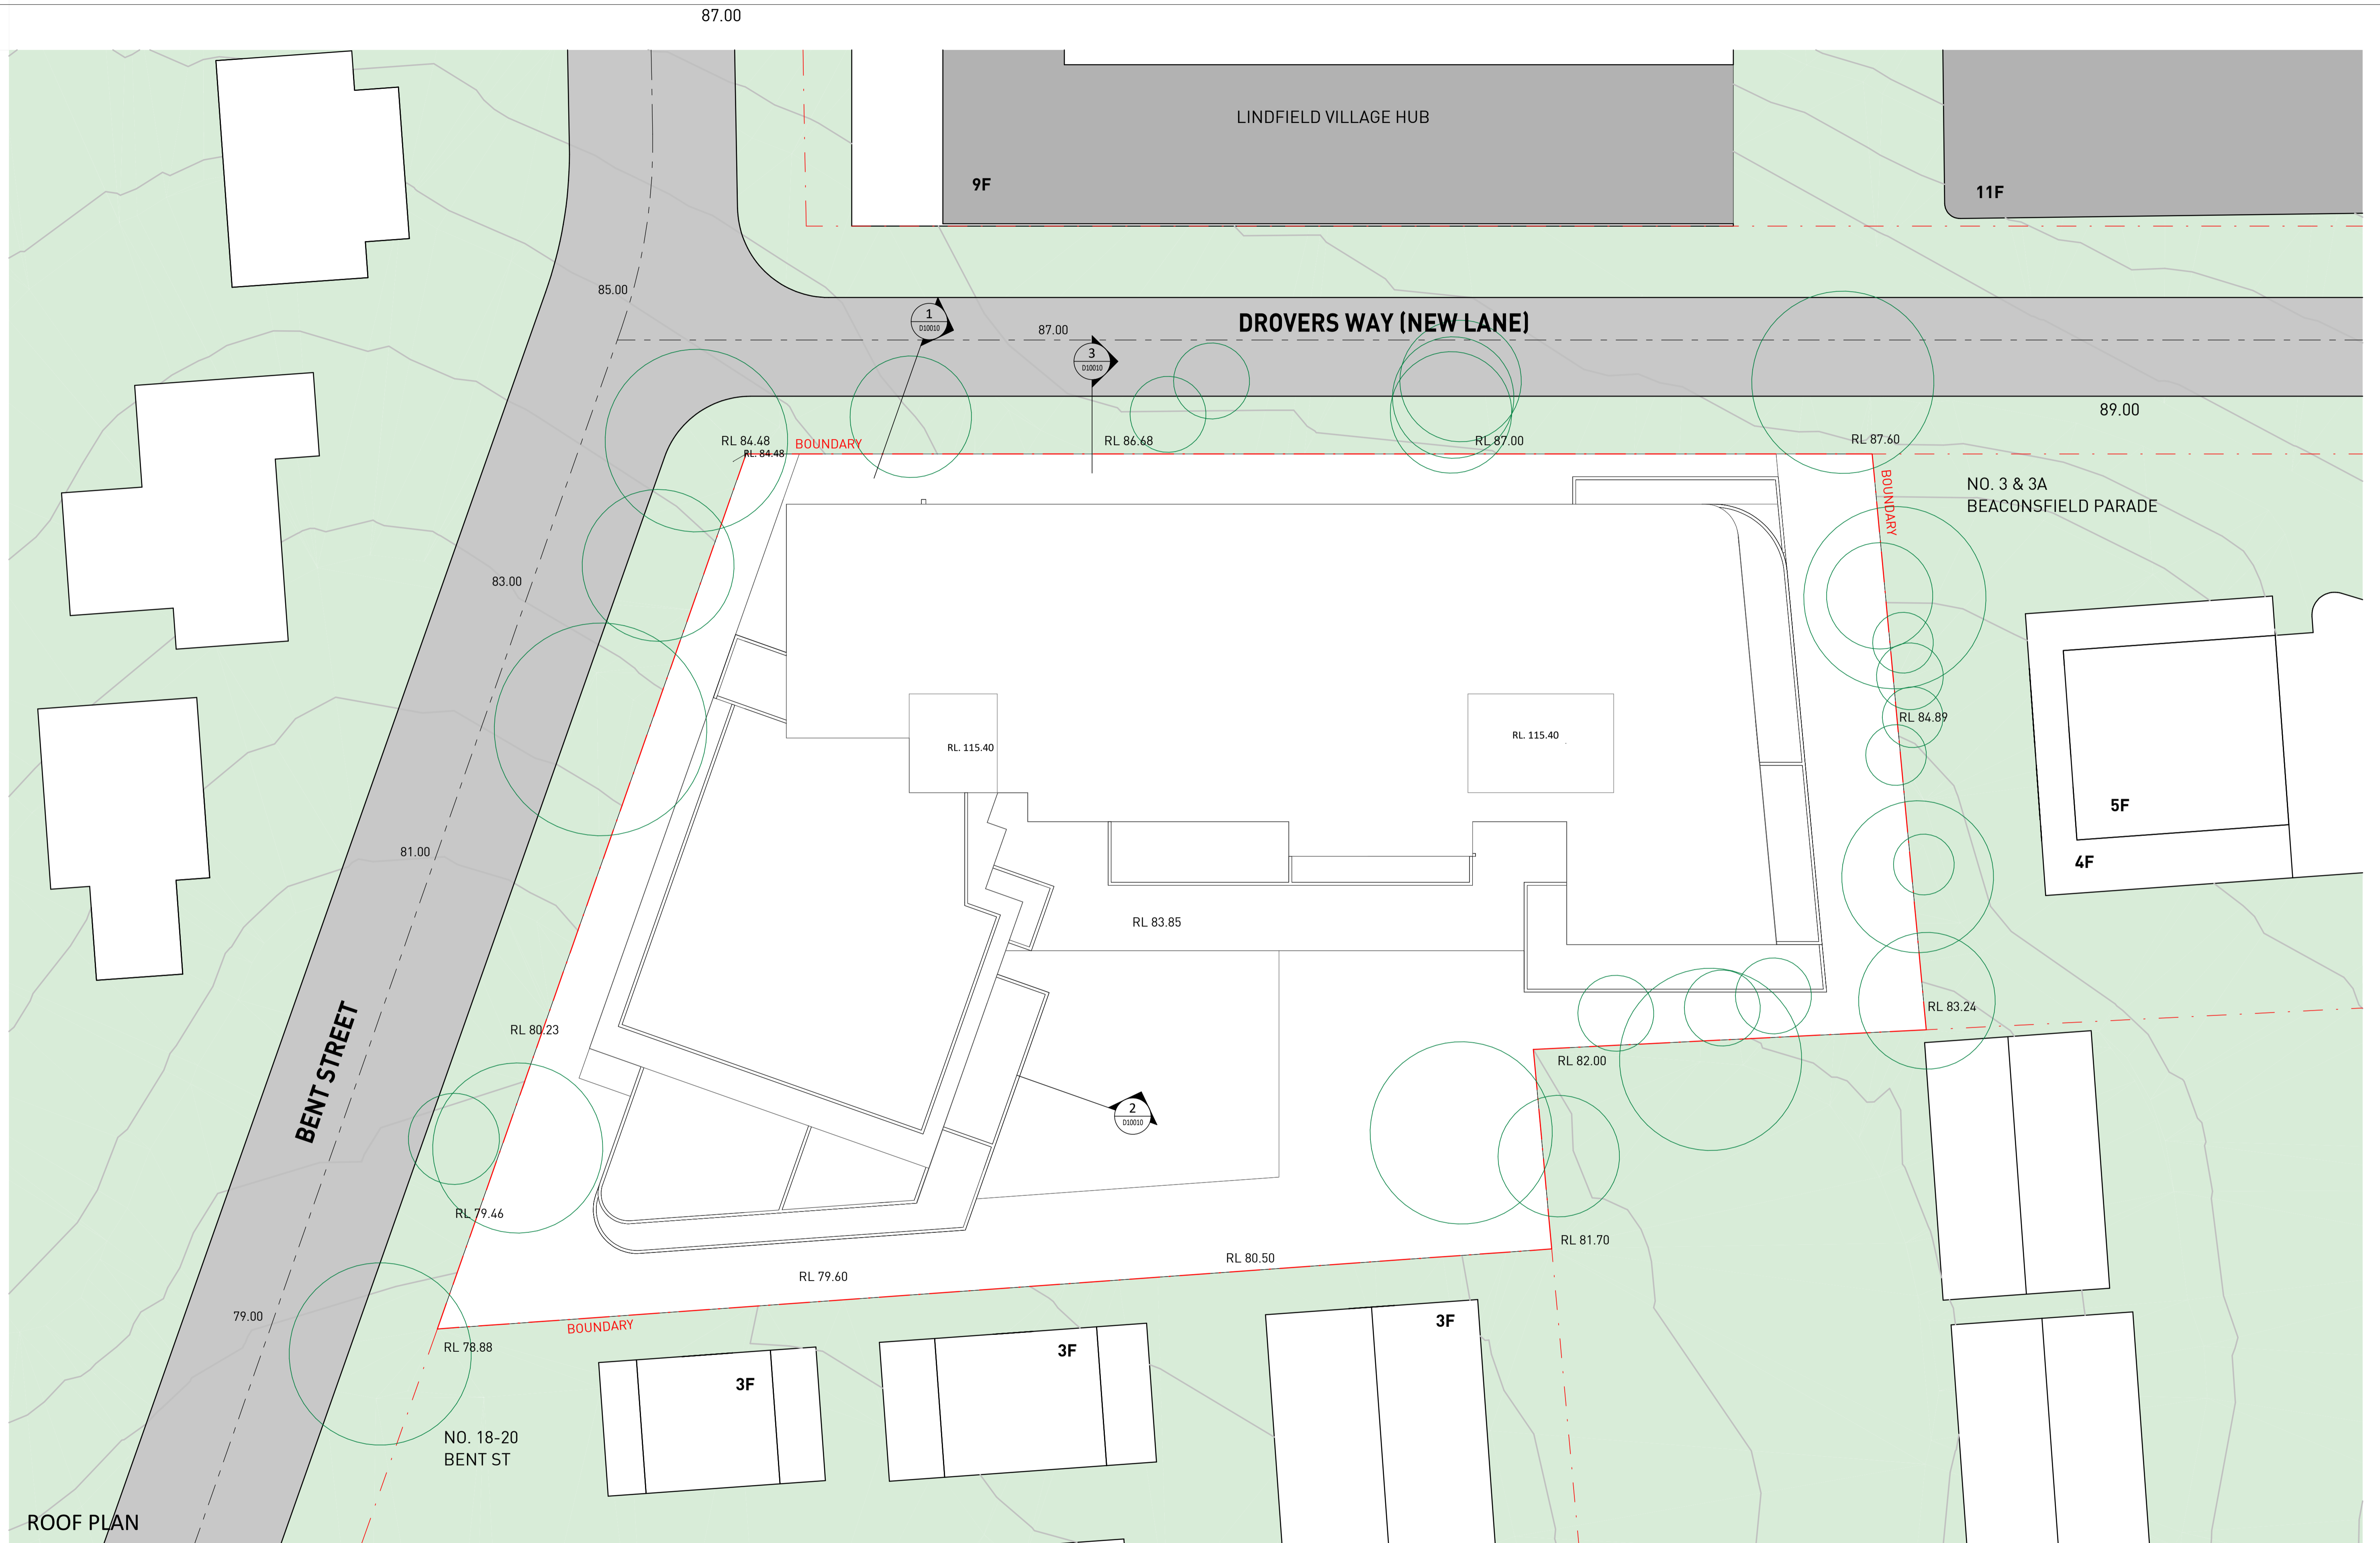 87.00
LINDFIELD VILLAGE HUB
9F
11F
85.00
1
D10010
87.00
DROVERS WAY (NEW LANE)
3
D10010
89.00
RL 84.48
BOUNDARY
RL. 84.48
RL 86.68
RL 87.00
RL 87.60
BOUNDARY
NO. 3 & 3A
BEACONSFIELD PARADE
83.00
RL 84.89
RL. 115.40
RL. 115.40
5F
4F
81.00
RL 83.85
BENT STREET
RL 80.23
RL 83.24
RL 82.00
2
D10010
RL 79.46
RL 81.70
RL 80.50
RL 79.60
79.00
BOUNDARY
RL 78.88
3F
3F
3F
NO. 18-20
BENT ST
ROOF PLAN